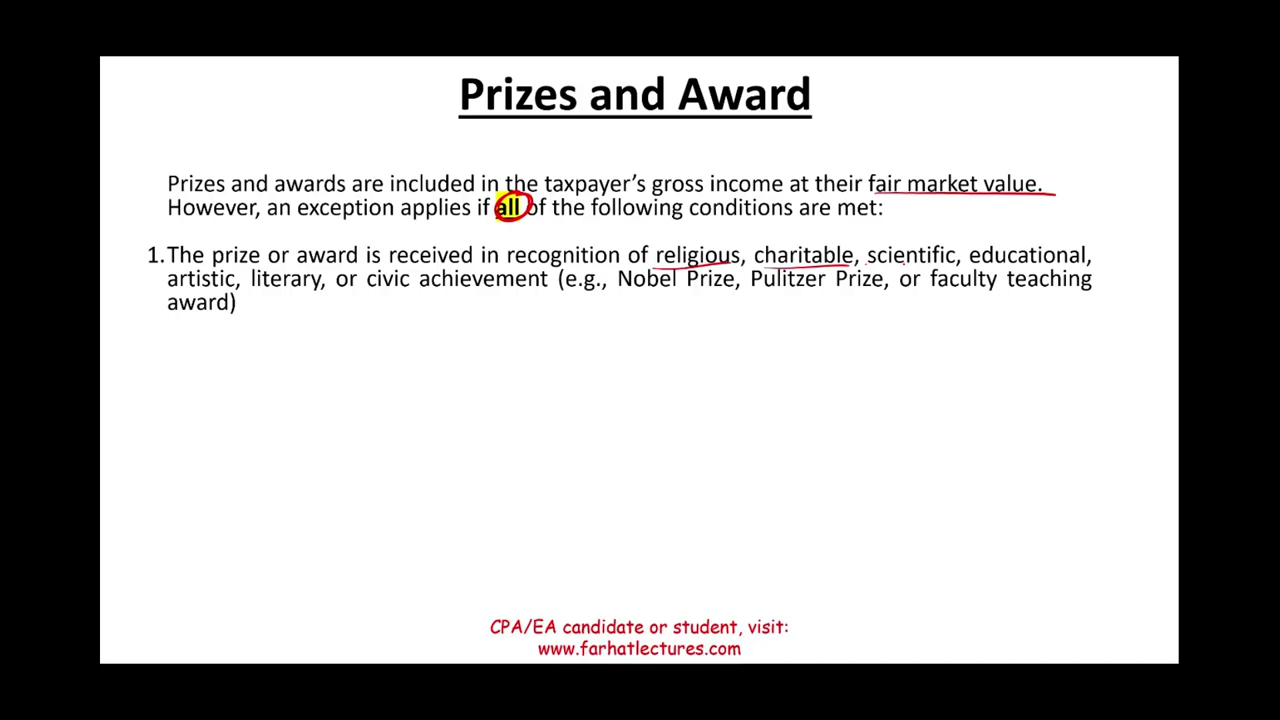 Prizes and Award
Prizes and awards are included in the taxpayer’s gross income at their fair market value.
However, an exception applies if all of the following conditions are met:
1. The prize or award is received in recognition of religious, charitable, scientific, educational,
artistic, literary, or civic achievement (e.g., Nobel Prize, Pulitzer Prize, or faculty teaching
award)
CPA/EA candidate or student, visit:
www.farhatlectures.com